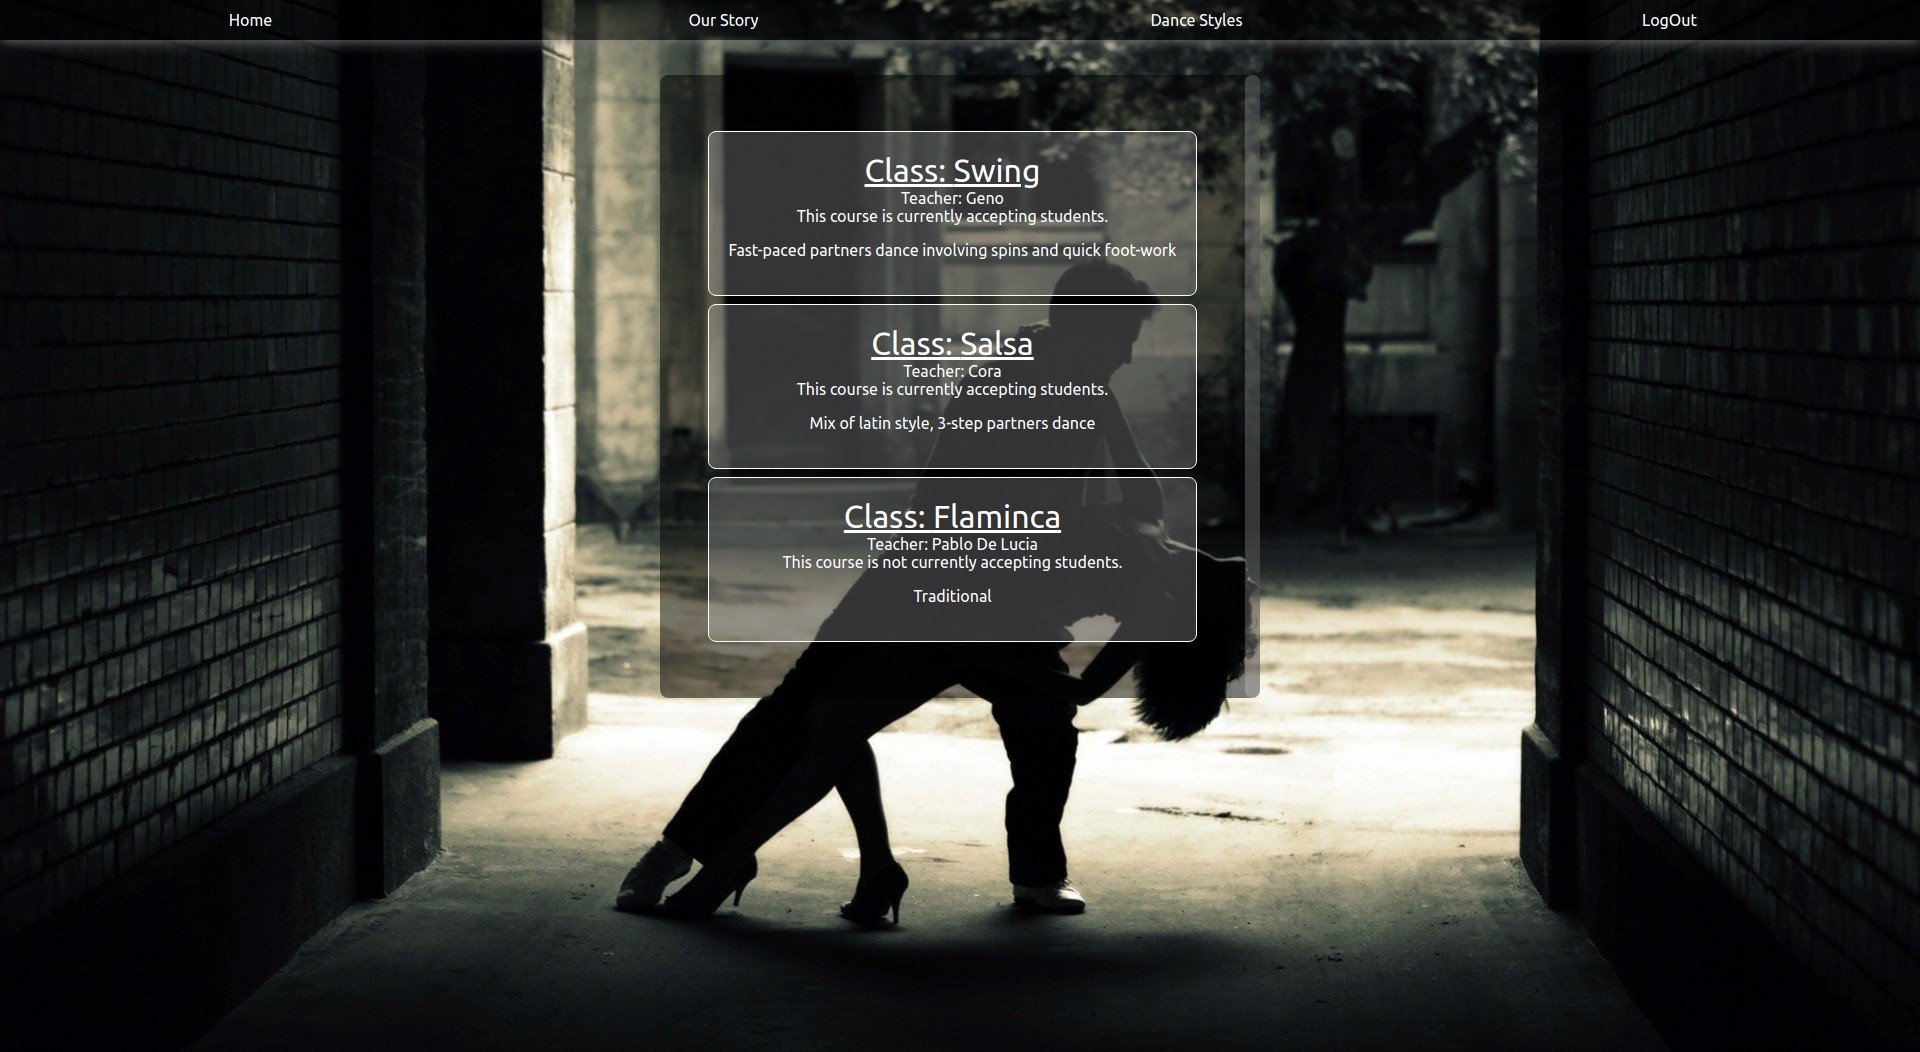 Home
Our Story
Dance Styles
LogOut
Class: Swing
Teacher: Geno
This course is currently accepting students.
Fast-paced partners dance involving spins and quick foot-work
Class: Salsa
Teacher: Cora
This course is currently accepting students.
Mix of latin style, 3-step partners dance
Class: Flaminca
Teacher: Pablo De Lucia
This course is not currently accepting students.
Traditional